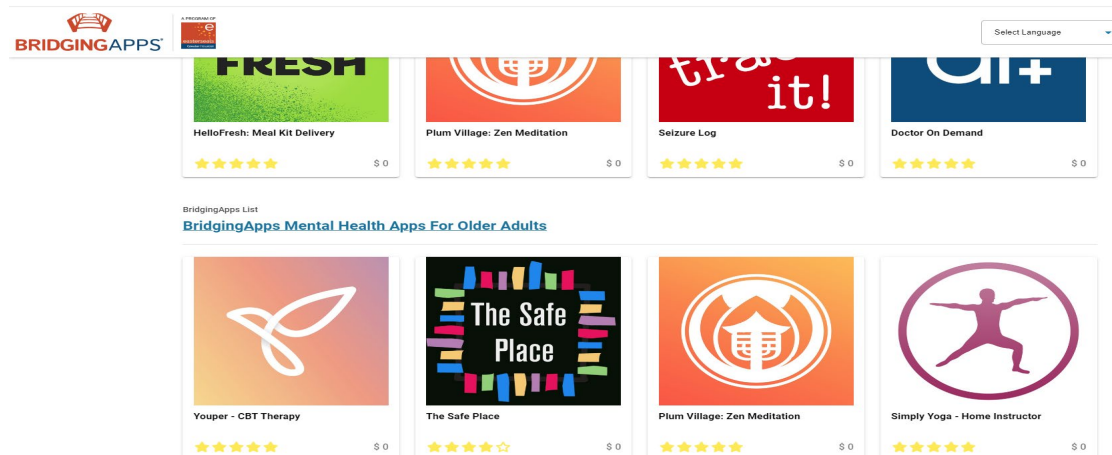 BRIDGINGAPPS
A PROGRAM OF
easterseals
Select Language
FRESH
it!
HelloFresh: Meal Kit Delivery
Plum Village: Zen Meditation
Seizure Log
Doctor On Demand
$ 0
$ 0
$ 0
$ 0
BridgingApps List
BridgingApps Mental Health Apps For Older Adults
The Safe
Place
Youper - CBT Therapy
The Safe Place
Plum Village: Zen Meditation
Simply Yoga - Home Instructor
$ 0
$ 0
$ 0
$ 0